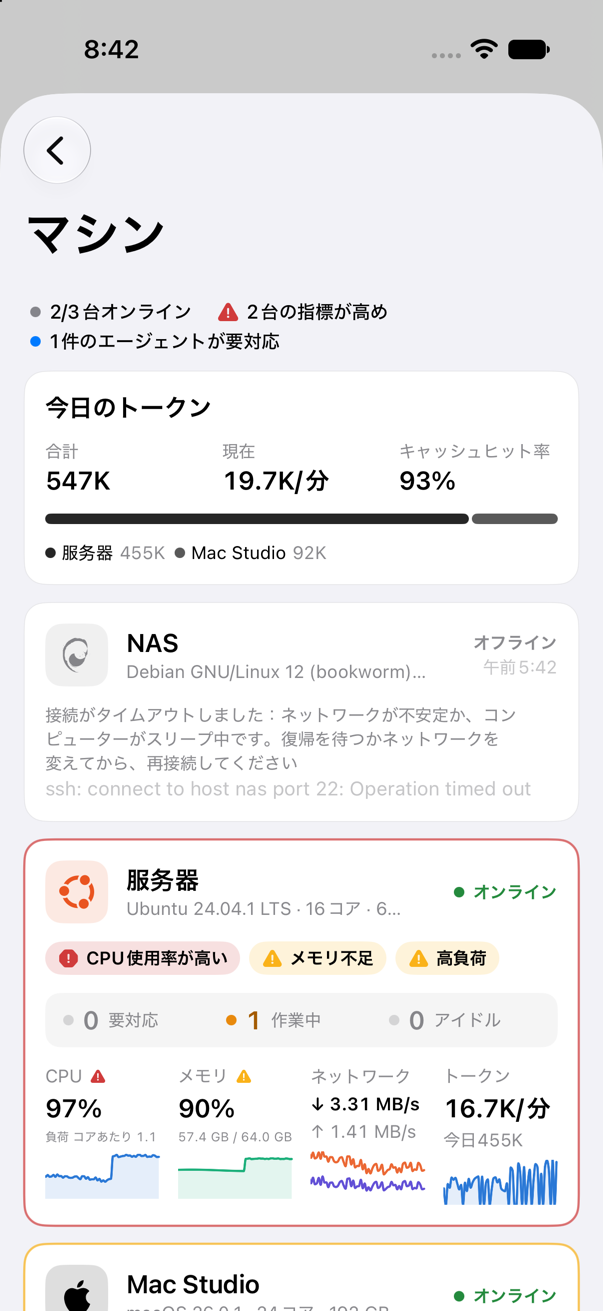 8:42
マシン
2/3台オンライン 2台の指標が高め
1件のエージェントが要対応
今日のトークン
合計 現在 キャッシュヒット率
547K 19.7K/分 93%
服务器 455K Mac Studio 92K
NAS
オフライン
Debian GNU/Linux 12 (bookworm)...
午前5:42
接続がタイムアウトしました：ネットワークが不安定か、コン
ピューターがスリープ中です。復帰を待つかネットワークを
変えてから、再接続してください
ssh: connect to host nas port 22: Operation timed out
服务器
Ubuntu 24.04.1 LTS · 16コア · 6...
オンライン
CPU使用率が高い メモリ不足 高負荷
0 要対応 1 作業中 0 アイドル
CPU メモリ ネットワーク トークン
97% 90% ↓ 3.31 MB/s 16.7K/分
負荷 コアあたり 1.1 57.4 GB / 64.0 GB ↑ 1.41 MB/s 今日455K
Mac Studio
オンライン